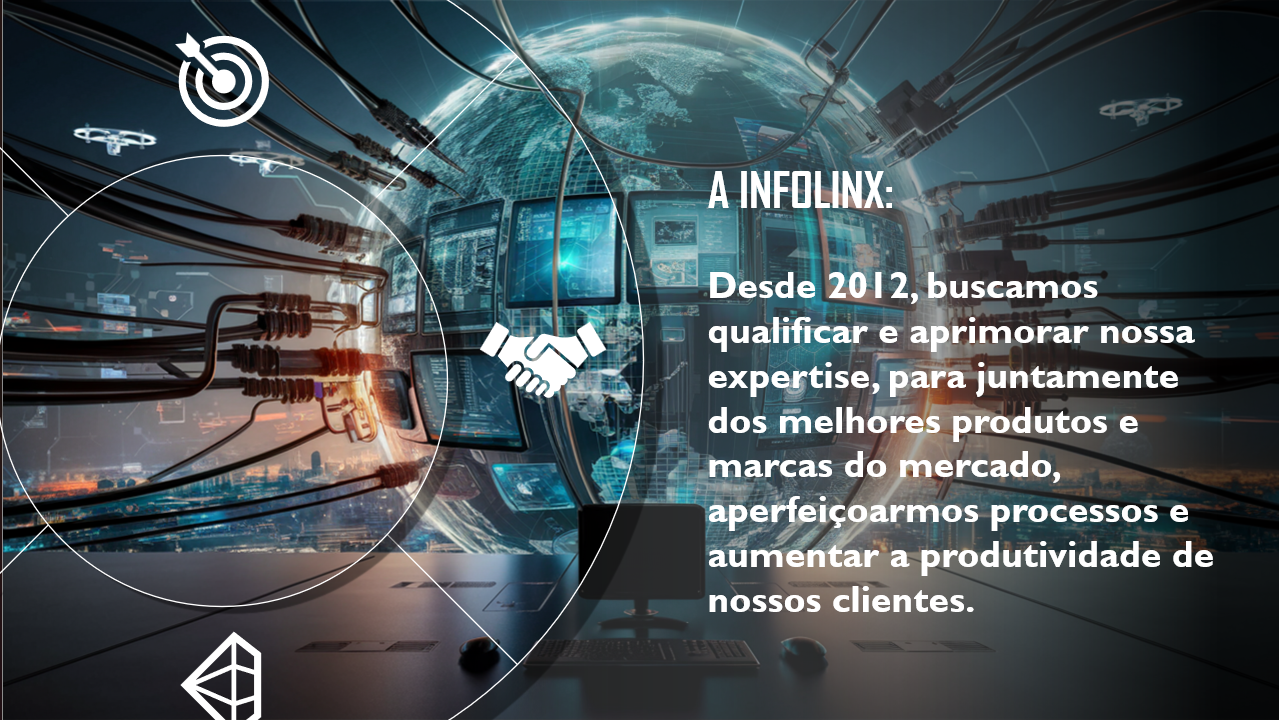 A INFOLINX:
Desde 2012, buscamos
qualificar e aprimorar nossa
expertise, para juntamente
dos melhores produtos e
marcas do mercado,
aperfeiçoarmos processos e
aumentar a produtividade de
nossos clientes.